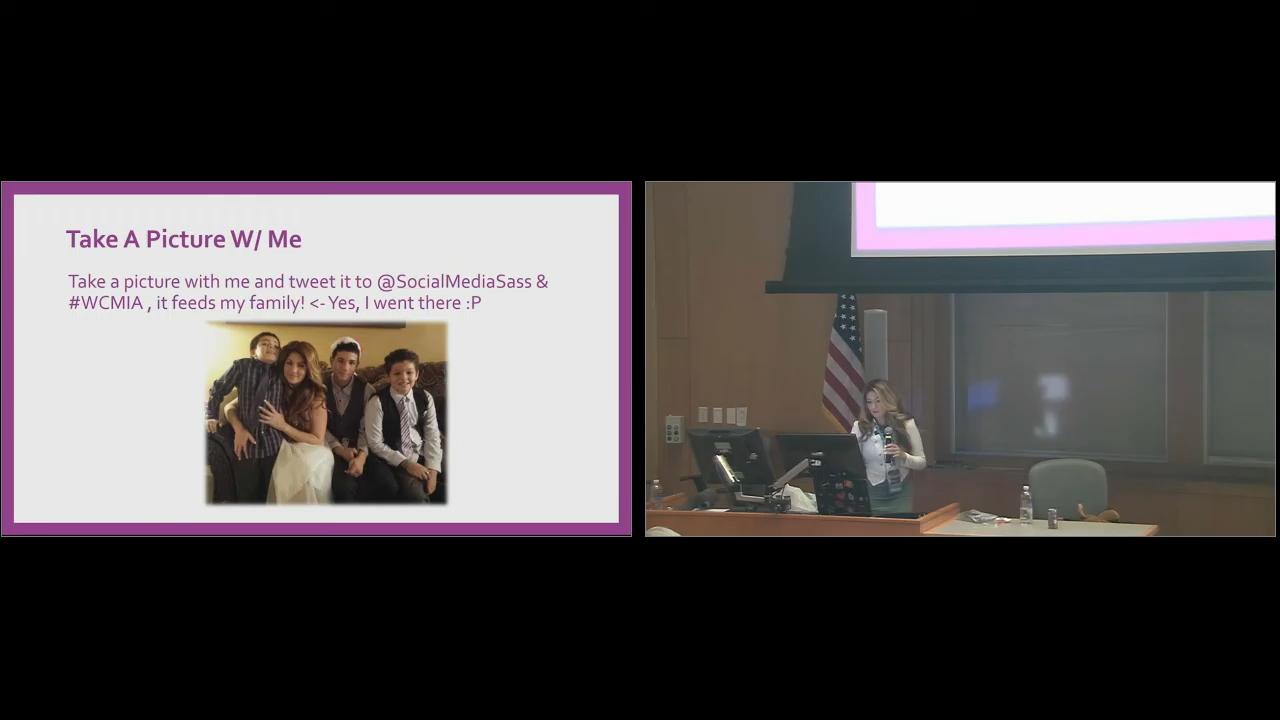 Take A Picture W/ Me
Take a picture with me and tweet it to @SocialMediaSass &
#WCMIA , it feeds my family! <- Yes, I went there :P